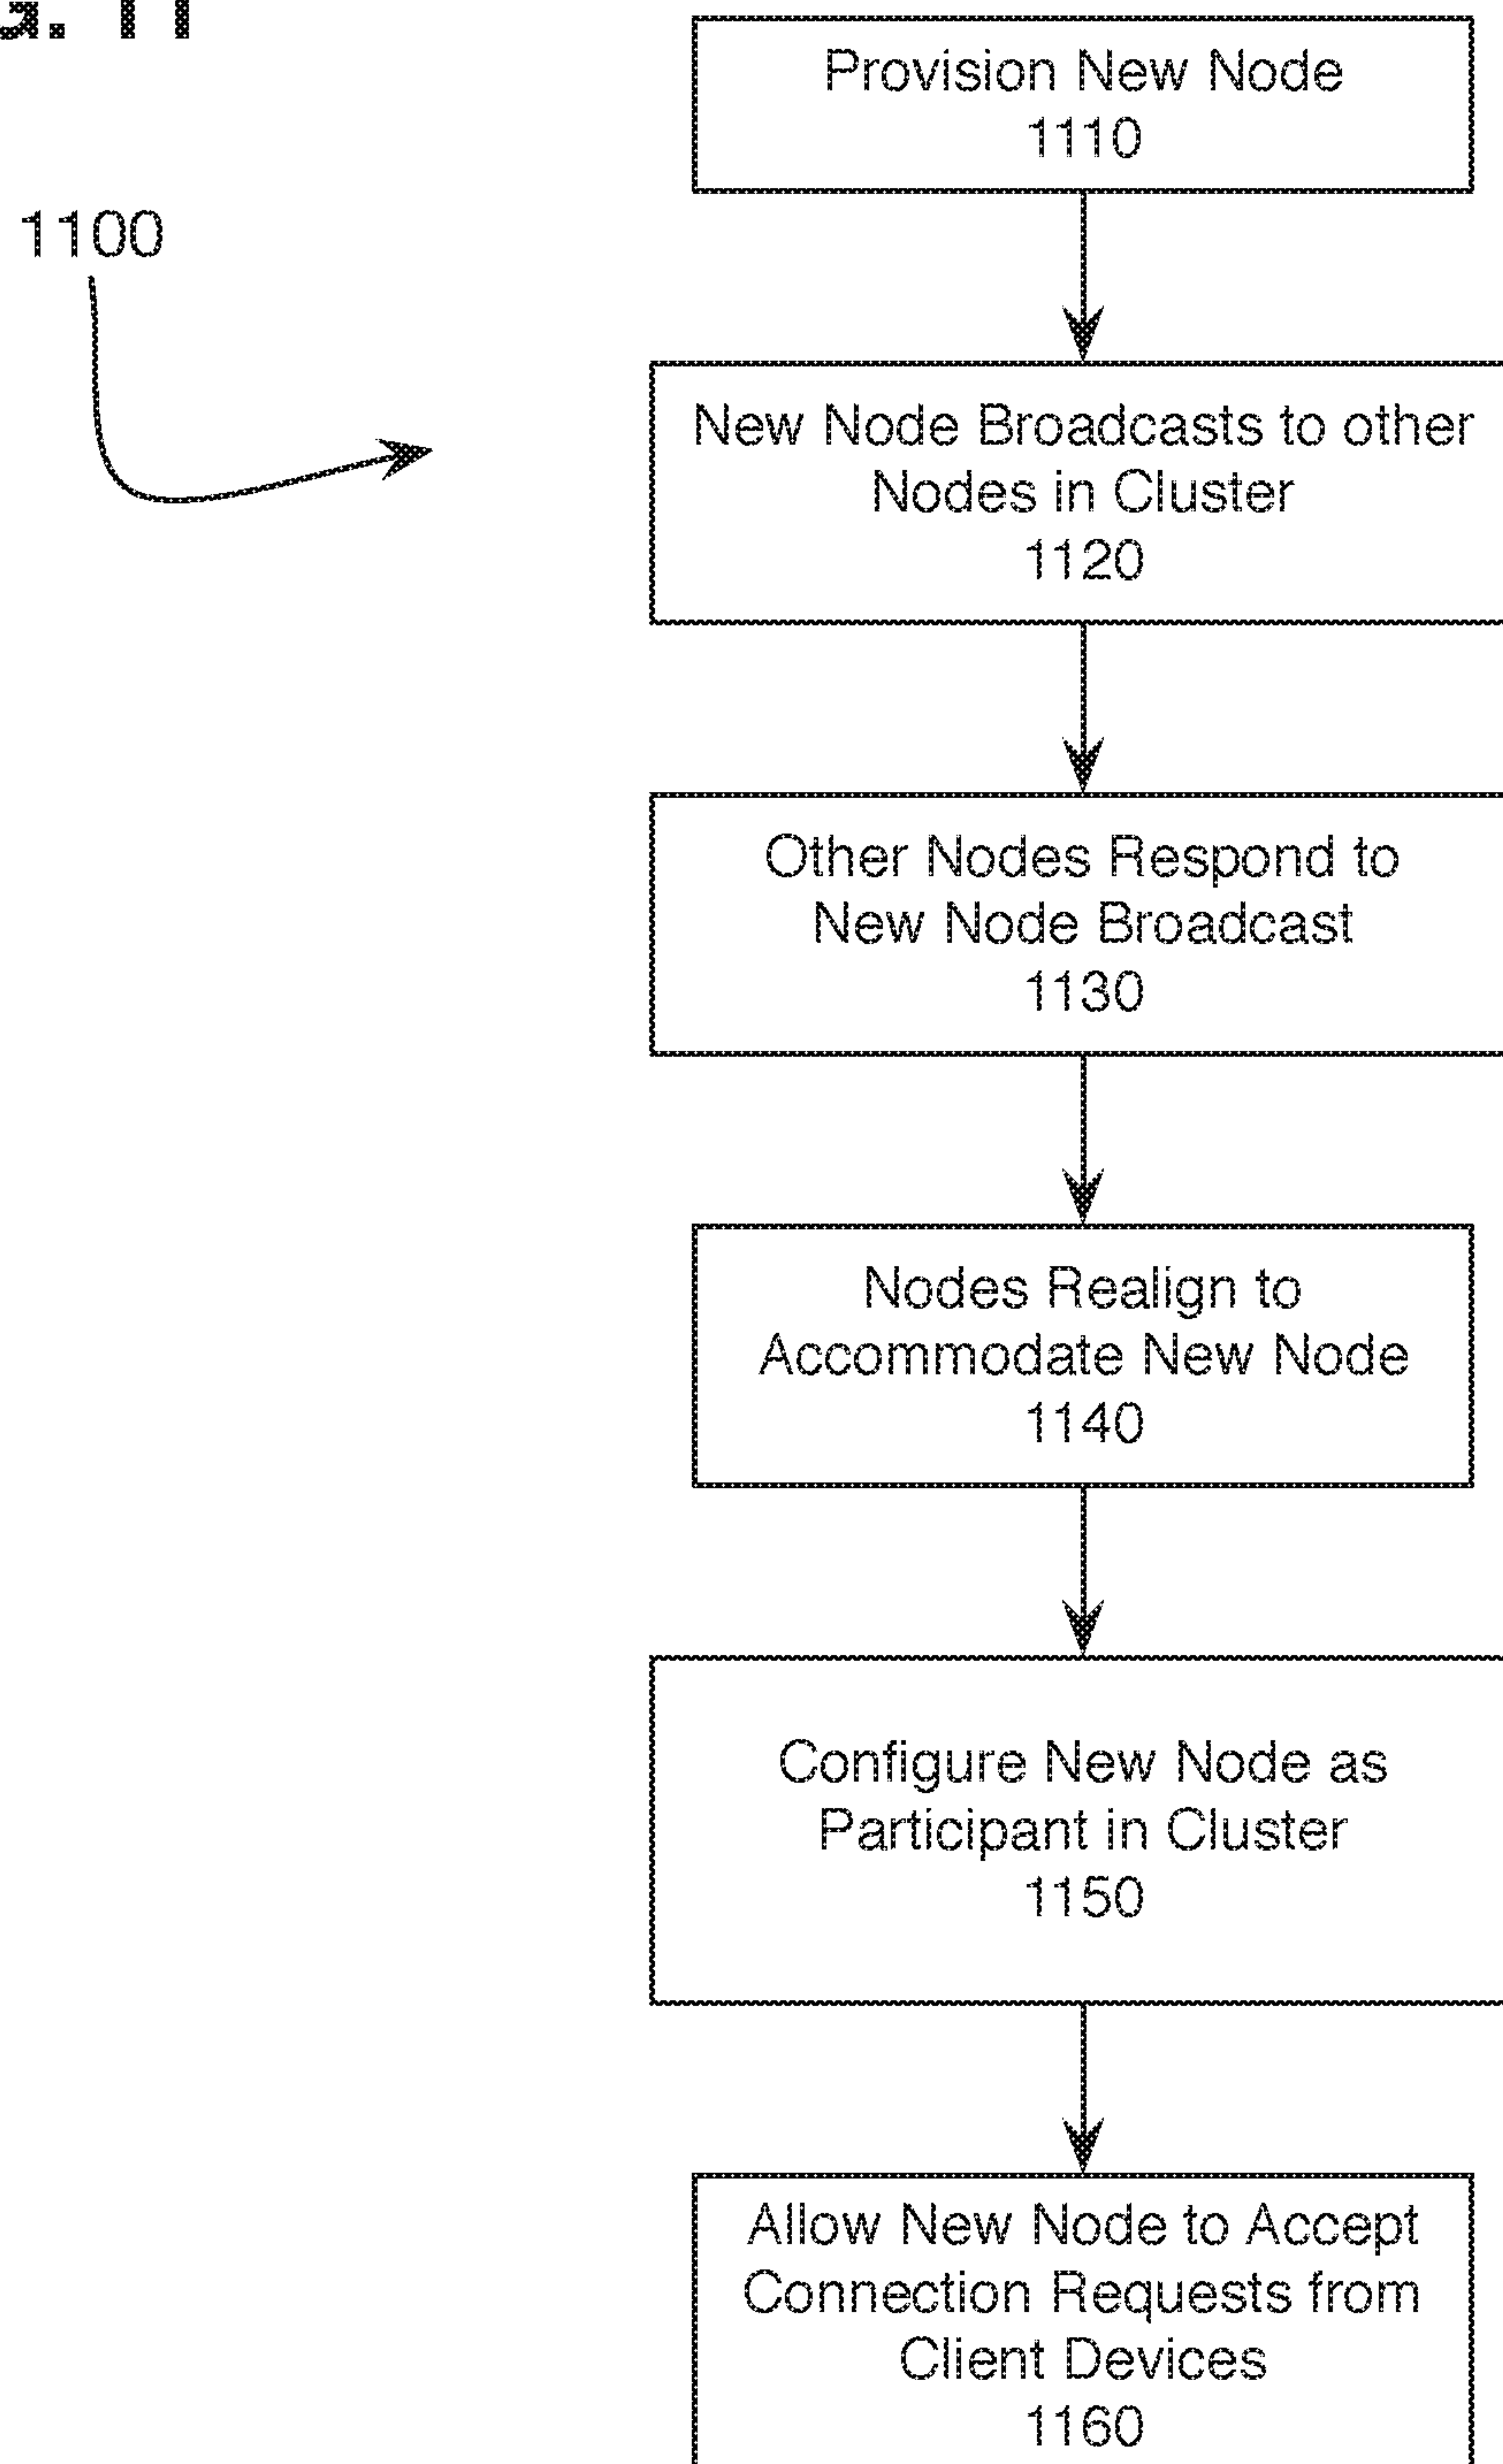 11
Provision New Node
1110
1100
New Node Broadcasts to other
Nodes in Cluster
1120
Other Nodes Respond to
New Node Broadcast
1130
Nodes Realign to
Accommodate New Node
1140
Configure New Node as
Participant in Cluster
1150
Allow New Node to Accept
Connection Requests from
Client Devices
1160